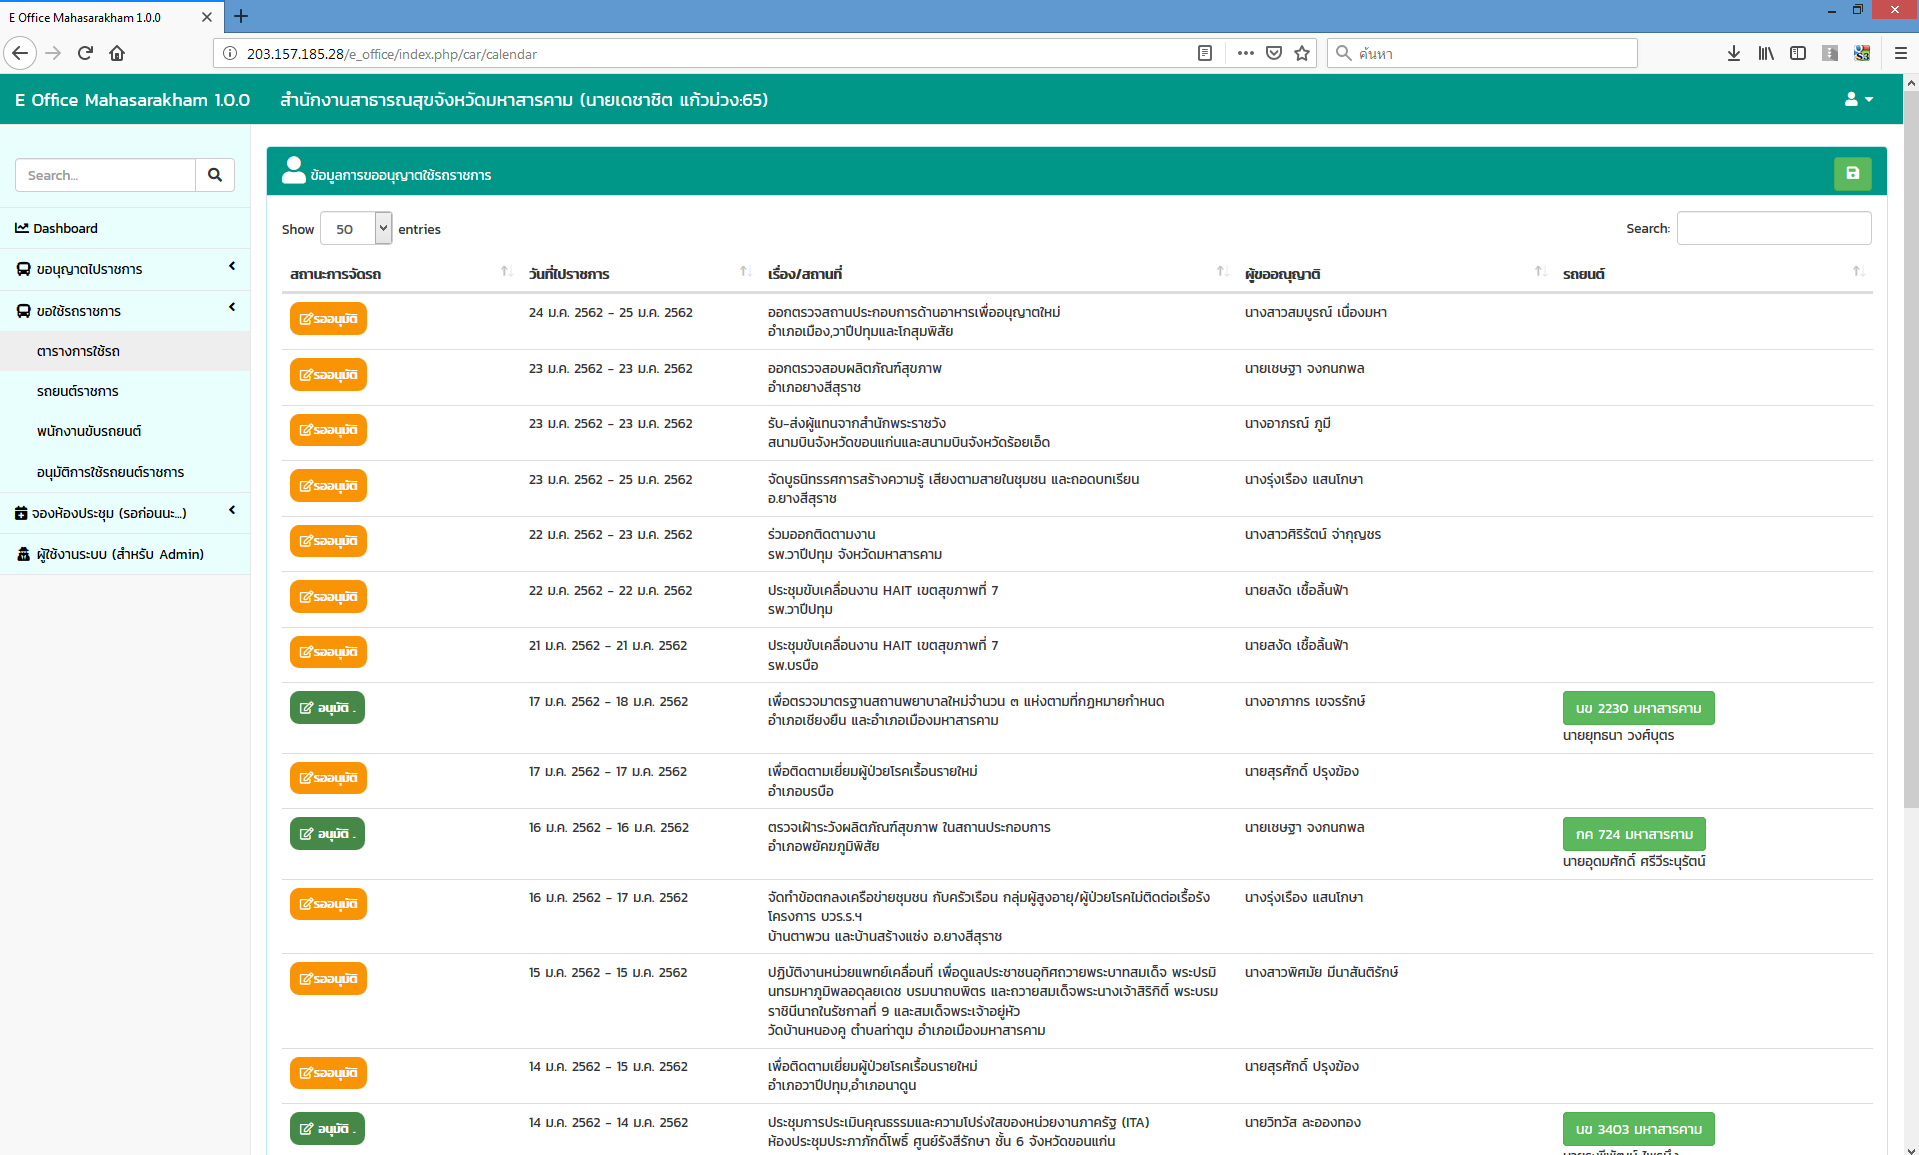 E Office Mahasarakham 1.0.0
203.157.185.28/e_office/index.php/car/calendar
ค้นหา
E Office Mahasarakham 1.0.0 สำนักงานสาธารณสุขจังหวัดมหาสารคาม (นายเดชาชิต แก้วม่วง:65)
Search...
Dashboard
ขอนุญาตไปราชการ
ขอใช้รถราชการ
ตารางการใช้รถ
รถยนต์ราชการ
พนักงานขับรถยนต์
อนุมัติการใช้รถยนต์ราชการ
จองห้องประชุม (รอก่อนนะ...)
ผู้ใช้งานระบบ (สำหรับ Admin)
ข้อมูลการขออนุญาตใช้รถราชการ
Show 50 entries
Search:
สถานะการจัดรถ วันที่ไปราชการ เรื่อง/สถานที่ ผู้ขออณุญาติ รถยนต์
รออนุมัติ 24 ม.ค. 2562 - 25 ม.ค. 2562 ออกตรวจสถานประกอบการด้านอาหารเพื่ออนุญาตใหม่ นางสาวสมบูรณ์ เนื่องมหา
อำเภอเมือง,วาปีปทุมและโกสุมพิสัย
รออนุมัติ 23 ม.ค. 2562 - 23 ม.ค. 2562 ออกตรวจสอบผลิตภัณฑ์สุขภาพ นายเชษฐา จงกนกพล
อำเภอยางสีสุราช
รออนุมัติ 23 ม.ค. 2562 - 23 ม.ค. 2562 รับ-ส่งผู้แทนจากสำนักพระราชวัง นางอาภรณ์ ภูมี
สนามบินจังหวัดขอนแก่นและสนามบินจังหวัดร้อยเอ็ด
รออนุมัติ 23 ม.ค. 2562 - 25 ม.ค. 2562 จัดบูธนิทรรศการสร้างความรู้ เสียงตามสายในชุมชน และถอดบทเรียน นางรุ่งเรือง แสนโกษา
อ.ยางสีสุราช
รออนุมัติ 22 ม.ค. 2562 - 23 ม.ค. 2562 ร่วมออกติดตามงาน นางสาวศิริรัตน์ จ่ากุญชร
รพ.วาปีปทุม จังหวัดมหาสารคาม
รออนุมัติ 22 ม.ค. 2562 - 22 ม.ค. 2562 ประชุมขับเคลื่อนงาน HAIT เขตสุขภาพที่ 7 นายสงัด เชื้อลิ้นฟ้า
รพ.วาปีปทุม
รออนุมัติ 21 ม.ค. 2562 - 21 ม.ค. 2562 ประชุมขับเคลื่อนงาน HAIT เขตสุขภาพที่ 7 นายสงัด เชื้อลิ้นฟ้า
รพ.บรบือ
อนุมัติ . 17 ม.ค. 2562 - 18 ม.ค. 2562 เพื่อตรวจมาตรฐานสถานพยาบาลใหม่จำนวน ๓ แห่งตามที่กฏหมายกำหนด นางอาภากร เขจรรักษ์ นข 2230 มหาสารคาม
อำเภอเชียงยืน และอำเภอเมืองมหาสารคาม
นายยุทธนา วงศ์บุตร
รออนุมัติ 17 ม.ค. 2562 - 17 ม.ค. 2562 เพื่อติดตามเยี่ยมผู้ป่วยโรคเรื้อนรายใหม่ นายสุรศักดิ์ ปรุงฆ้อง
อำเภอบรบือ
อนุมัติ . 16 ม.ค. 2562 - 16 ม.ค. 2562 ตรวจเฝ้าระวังผลิตภัณฑ์สุขภาพ ในสถานประกอบการ นายเชษฐา จงกนกพล กค 724 มหาสารคาม
อำเภอพยัคฆภูมิพิสัย
นายอุดมศักดิ์ ศรีวีระนุรัตน์
รออนุมัติ 16 ม.ค. 2562 - 17 ม.ค. 2562 จัดทำข้อตกลงเครือข่ายชุมชน กับครัวเรือน กลุ่มผู้สูงอายุ/ผู้ป่วยโรคไม่ติดต่อเรื้อรัง นางรุ่งเรือง แสนโกษา
โครงการ บวร.ร.ฯ
บ้านตาพวน และบ้านสร้างแซ่ง อ.ยางสีสุราช
รออนุมัติ 15 ม.ค. 2562 - 15 ม.ค. 2562 ปฏิบัติงานหน่วยแพทย์เคลื่อนที่ เพื่อดูแลประชาชนอุทิศถวายพระบาทสมเด็จ พระปรมิ นางสาวพิศมัย มีนาสันติรักษ์
นทรมหาภูมิพลอดุลยเดช บรมนาถบพิตร และถวายสมเด็จพระนางเจ้าสิริกิติ์ พระบรม
ราชินีนาถในรัชกาลที่ 9 และสมเด็จพระเจ้าอยู่หัว
วัดบ้านหนองคู ตำบลท่าตูม อำเภอเมืองมหาสารคาม
รออนุมัติ 14 ม.ค. 2562 - 15 ม.ค. 2562 เพื่อติดตามเยี่ยมผู้ป่วยโรคเรื้อนรายใหม่ นายสุรศักดิ์ ปรุงฆ้อง
อำเภอวาปีปทุม,อำเภอนาดูน
อนุมัติ . 14 ม.ค. 2562 - 14 ม.ค. 2562 ประชุมการประเมินคุณธรรมและความโปร่งใสของหน่วยงานภาครัฐ (ITA) นายวิทวัส ละอองทอง นข 3403 มหาสารคาม
ห้องประชุมประภาภักดิ์โพธิ์ ศูนย์รังสีรักษา ชั้น 6 จังหวัดขอนแก่น